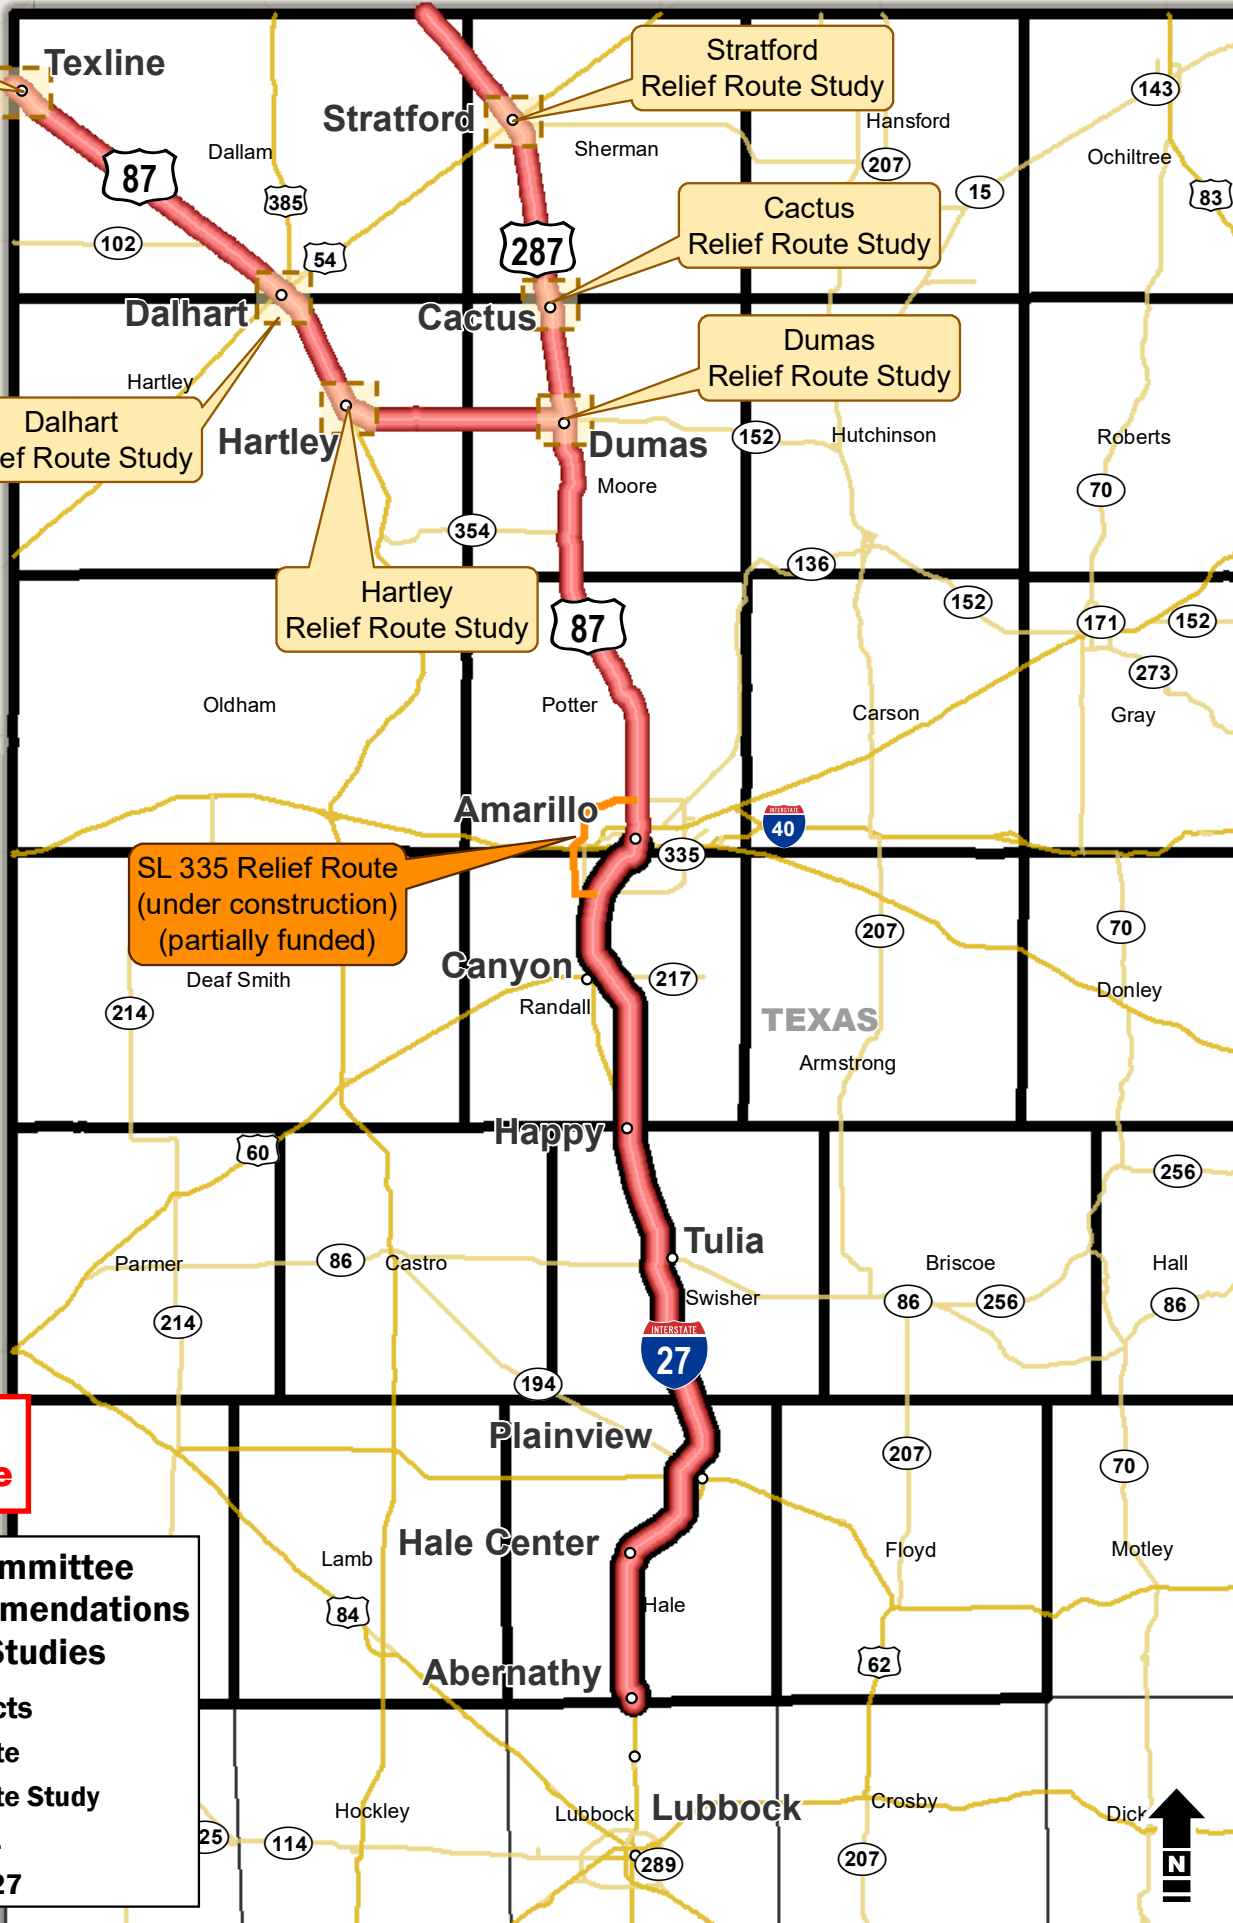 Texline
Stratford
Relief Route Study
Stratford
Hansford
143
Dallam
Sherman
207
Ochiltree
87
385
15
83
Cactus
Relief Route Study
102
54
287
Dalhart
Cactus
Dumas
Relief Route Study
Hartley
Dalhart
ef Route Study
Hartley
Dumas
152
Hutchinson
Roberts
Moore
70
354
136
Hartley
Relief Route Study
87
152
171
152
273
Oldham
Potter
Carson
Gray
Amarillo
INTERSTATE
40
335
SL 335 Relief Route
(under construction)
(partially funded)
207
70
Canyon
217
Deaf Smith
Randall
Donley
214
TEXAS
Armstrong
Happy
60
256
Tulia
Parmer
86
Castro
Briscoe
Hall
Swisher
86
256
86
214
INTERSTATE
27
194
Plainview
207
70
e
Hale Center
Lamb
Floyd
Motley
mmittee
mendations
Studies
Hale
84
62
Abernathy
cts
te
te Study
27
Hockley
Lubbock
Lubbock
Crosby
Dick
25
114
289
207
N